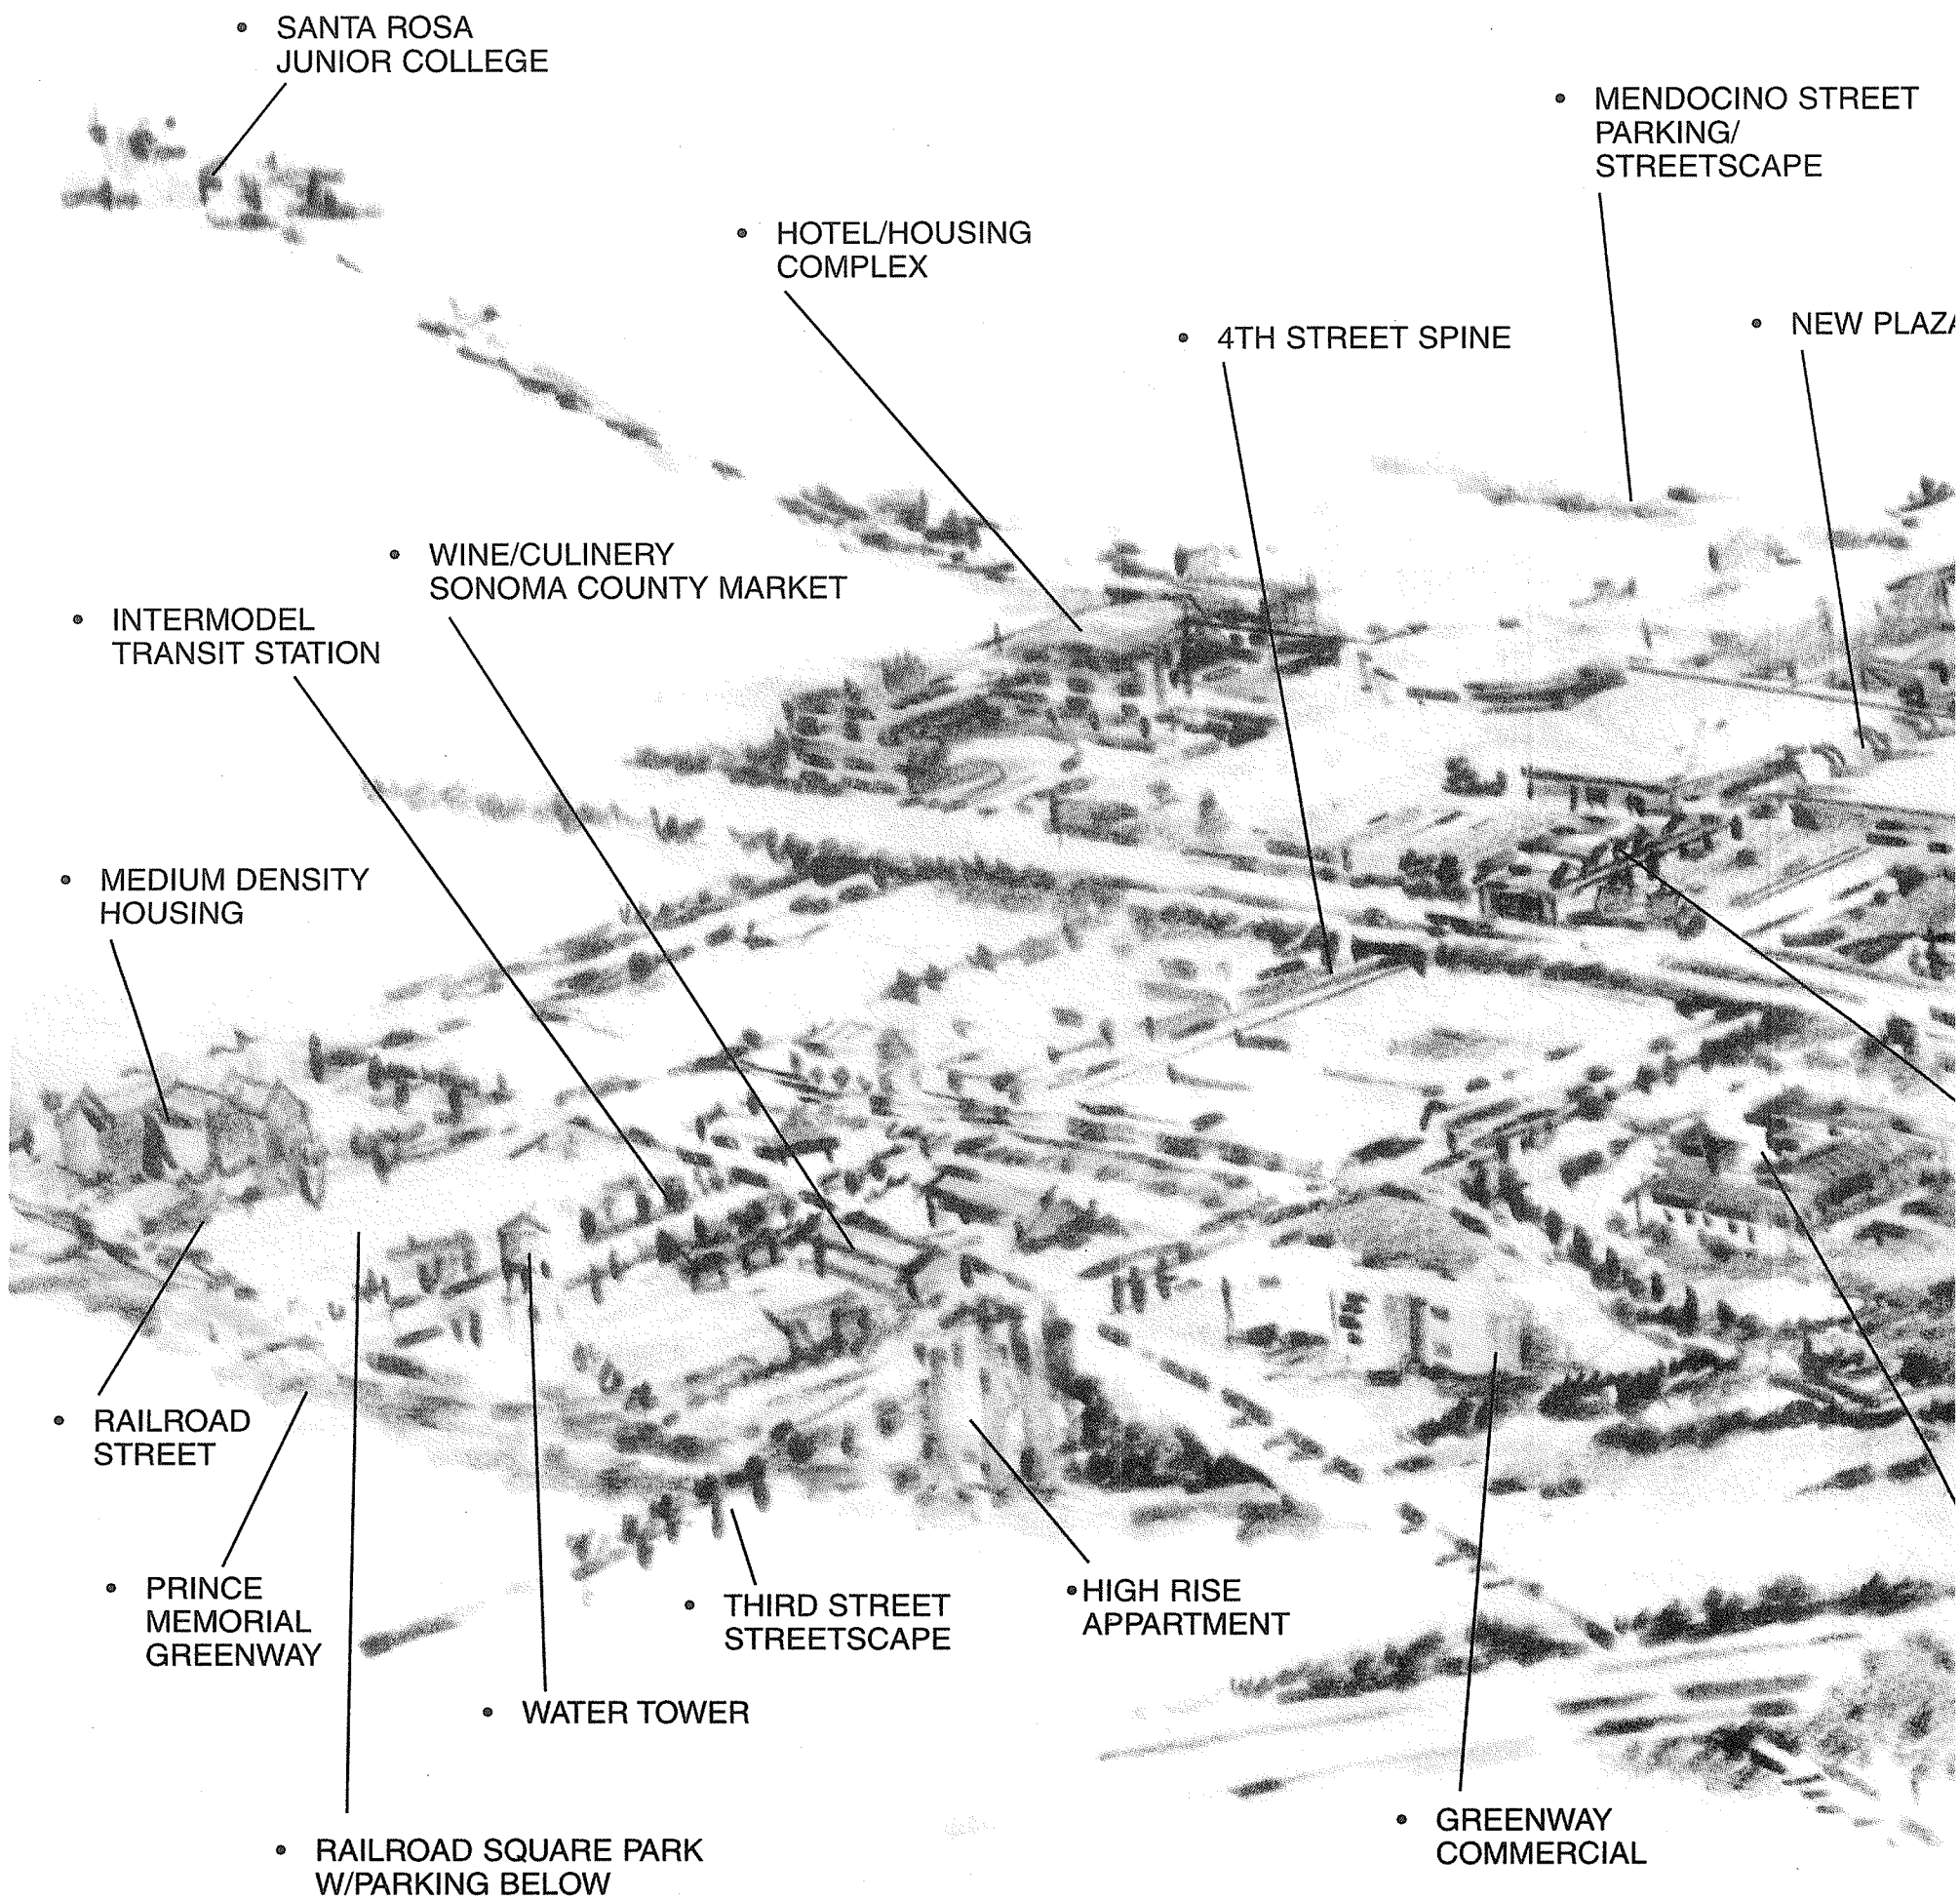 • SANTA ROSA
JUNIOR COLLEGE
• MENDOCINO STREET
PARKING/
STREETSCAPE
• HOTEL/HOUSING
COMPLEX
• 4TH STREET SPINE
• NEW PLAZA
• WINE/CULINERY
SONOMA COUNTY MARKET
• INTERMODEL
TRANSIT STATION
• MEDIUM DENSITY
HOUSING
• RAILROAD
STREET
• PRINCE
MEMORIAL
GREENWAY
• THIRD STREET
STREETSCAPE
• HIGH RISE
APPARTMENT
• WATER TOWER
• GREENWAY
COMMERCIAL
• RAILROAD SQUARE PARK
W/PARKING BELOW